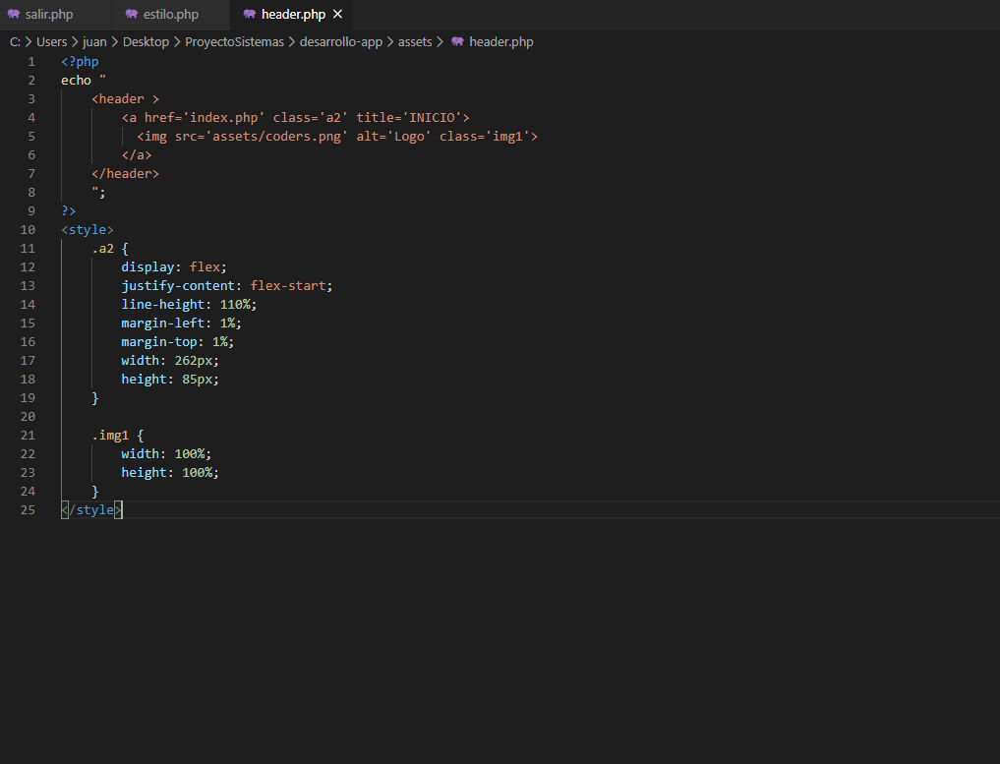 salir.php estilo.php header.php ×
C: > Users > juan > Desktop > ProyectoSistemas > desarrollo-app > assets > header.php
1 <?php
2 echo "
3 <header >
4 <a href='index.php' class='a2' title='INICIO'>
5 <img src='assets/coders.png' alt='Logo' class='img1'>
6 </a>
7 </header>
8 ";
9 ?>
10 <style>
11 .a2 {
12 display: flex;
13 justify-content: flex-start;
14 line-height: 110%;
15 margin-left: 1%;
16 margin-top: 1%;
17 width: 262px;
18 height: 85px;
19 }
20
21 .img1 {
22 width: 100%;
23 height: 100%;
24 }
25 </style>